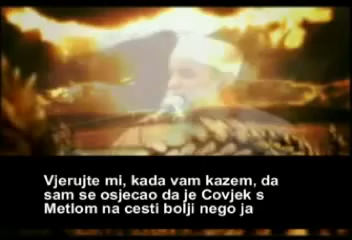 Vjerujte mi, kada vam kazem, da
sam se osjecao da je Covjek s
Metlom na cesti bolji nego ja